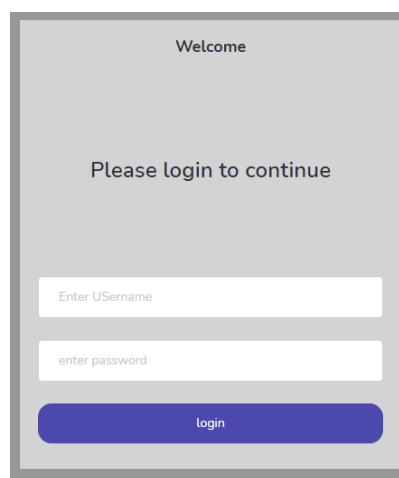 Welcome
Please login to continue
Enter USername
enter password
login